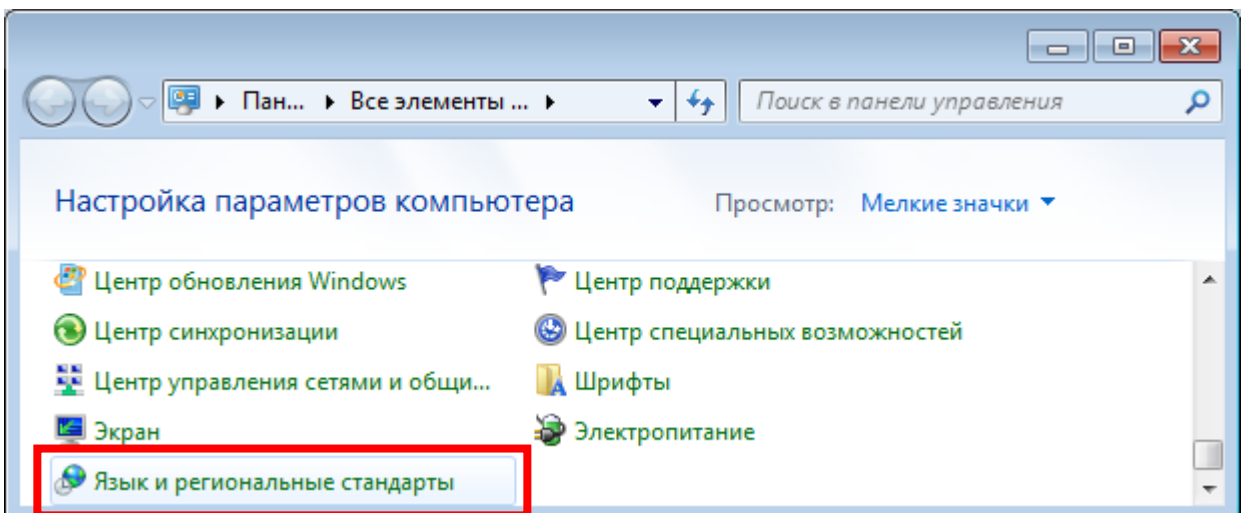 Пан... Все элементы ... Поиск в панели управления
Настройка параметров компьютера Просмотр: Мелкие значки
Центр обновления Windows Центр поддержки
Центр синхронизации Центр специальных возможностей
Центр управления сетями и общи... Шрифты
Экран Электропитание
Язык и региональные стандарты